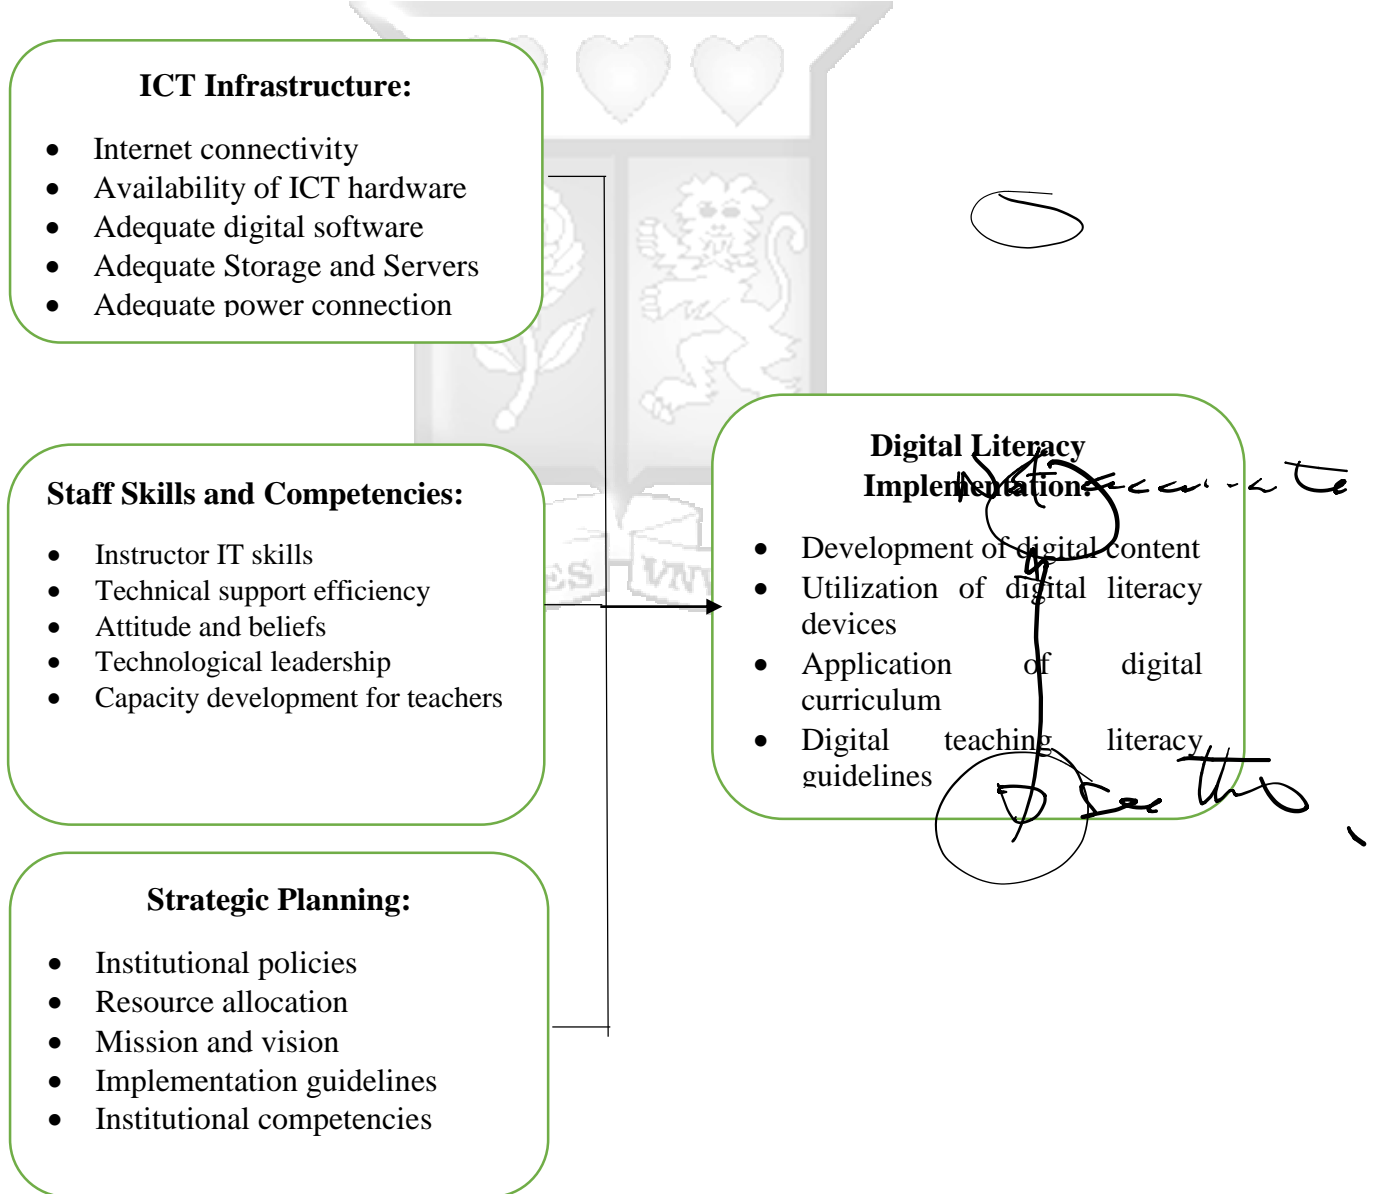 ICT Infrastructure:
• Internet connectivity
• Availability of ICT hardware
• Adequate digital software
• Adequate Storage and Servers
• Adequate power connection
Staff Skills and Competencies:
• Instructor IT skills
• Technical support efficiency
• Attitude and beliefs
• Technological leadership
• Capacity development for teachers
Strategic Planning:
• Institutional policies
• Resource allocation
• Mission and vision
• Implementation guidelines
• Institutional competencies
Digital Literacy
Implementation:
• Development of digital content
• Utilization of digital literacy
devices
• Application of digital
curriculum
• Digital teaching literacy
guidelines
See this